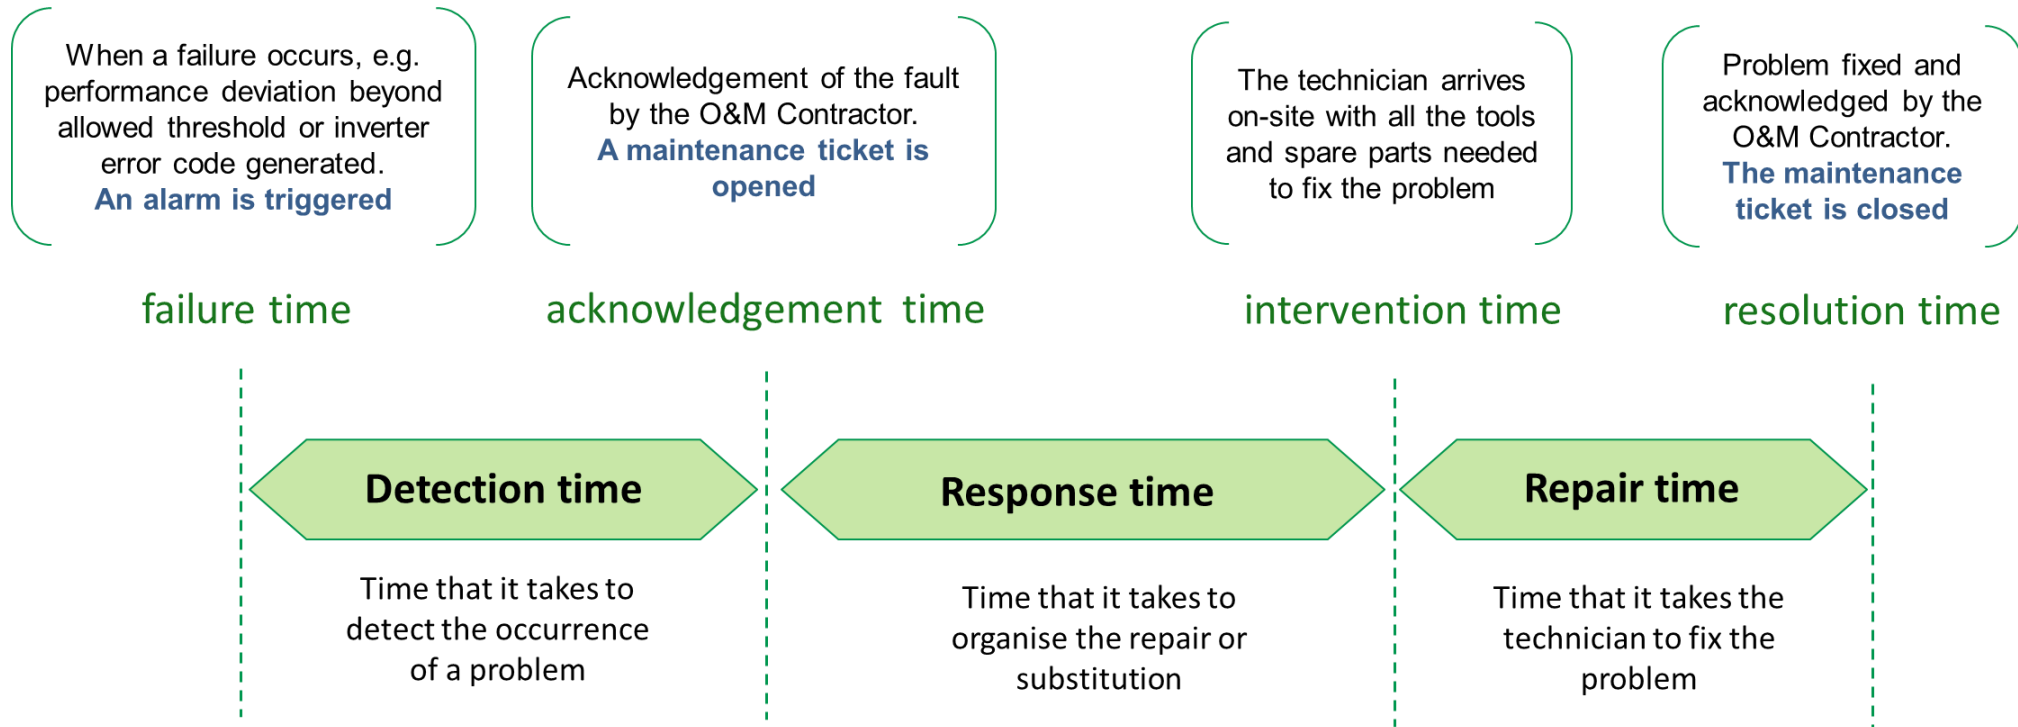 When a failure occurs, e.g.
performance deviation beyond
allowed threshold or inverter
error code generated.
An alarm is triggered
Acknowledgement of the fault
by the O&M Contractor.
A maintenance ticket is
opened
The technician arrives
on-site with all the tools
and spare parts needed
to fix the problem
Problem fixed and
acknowledged by the
O&M Contractor.
The maintenance
ticket is closed
failure time
acknowledgement time
intervention time
resolution time
Detection time
Response time
Repair time
Time that it takes to
detect the occurrence
of a problem
Time that it takes to
organise the repair or
substitution
Time that it takes the
technician to fix the
problem